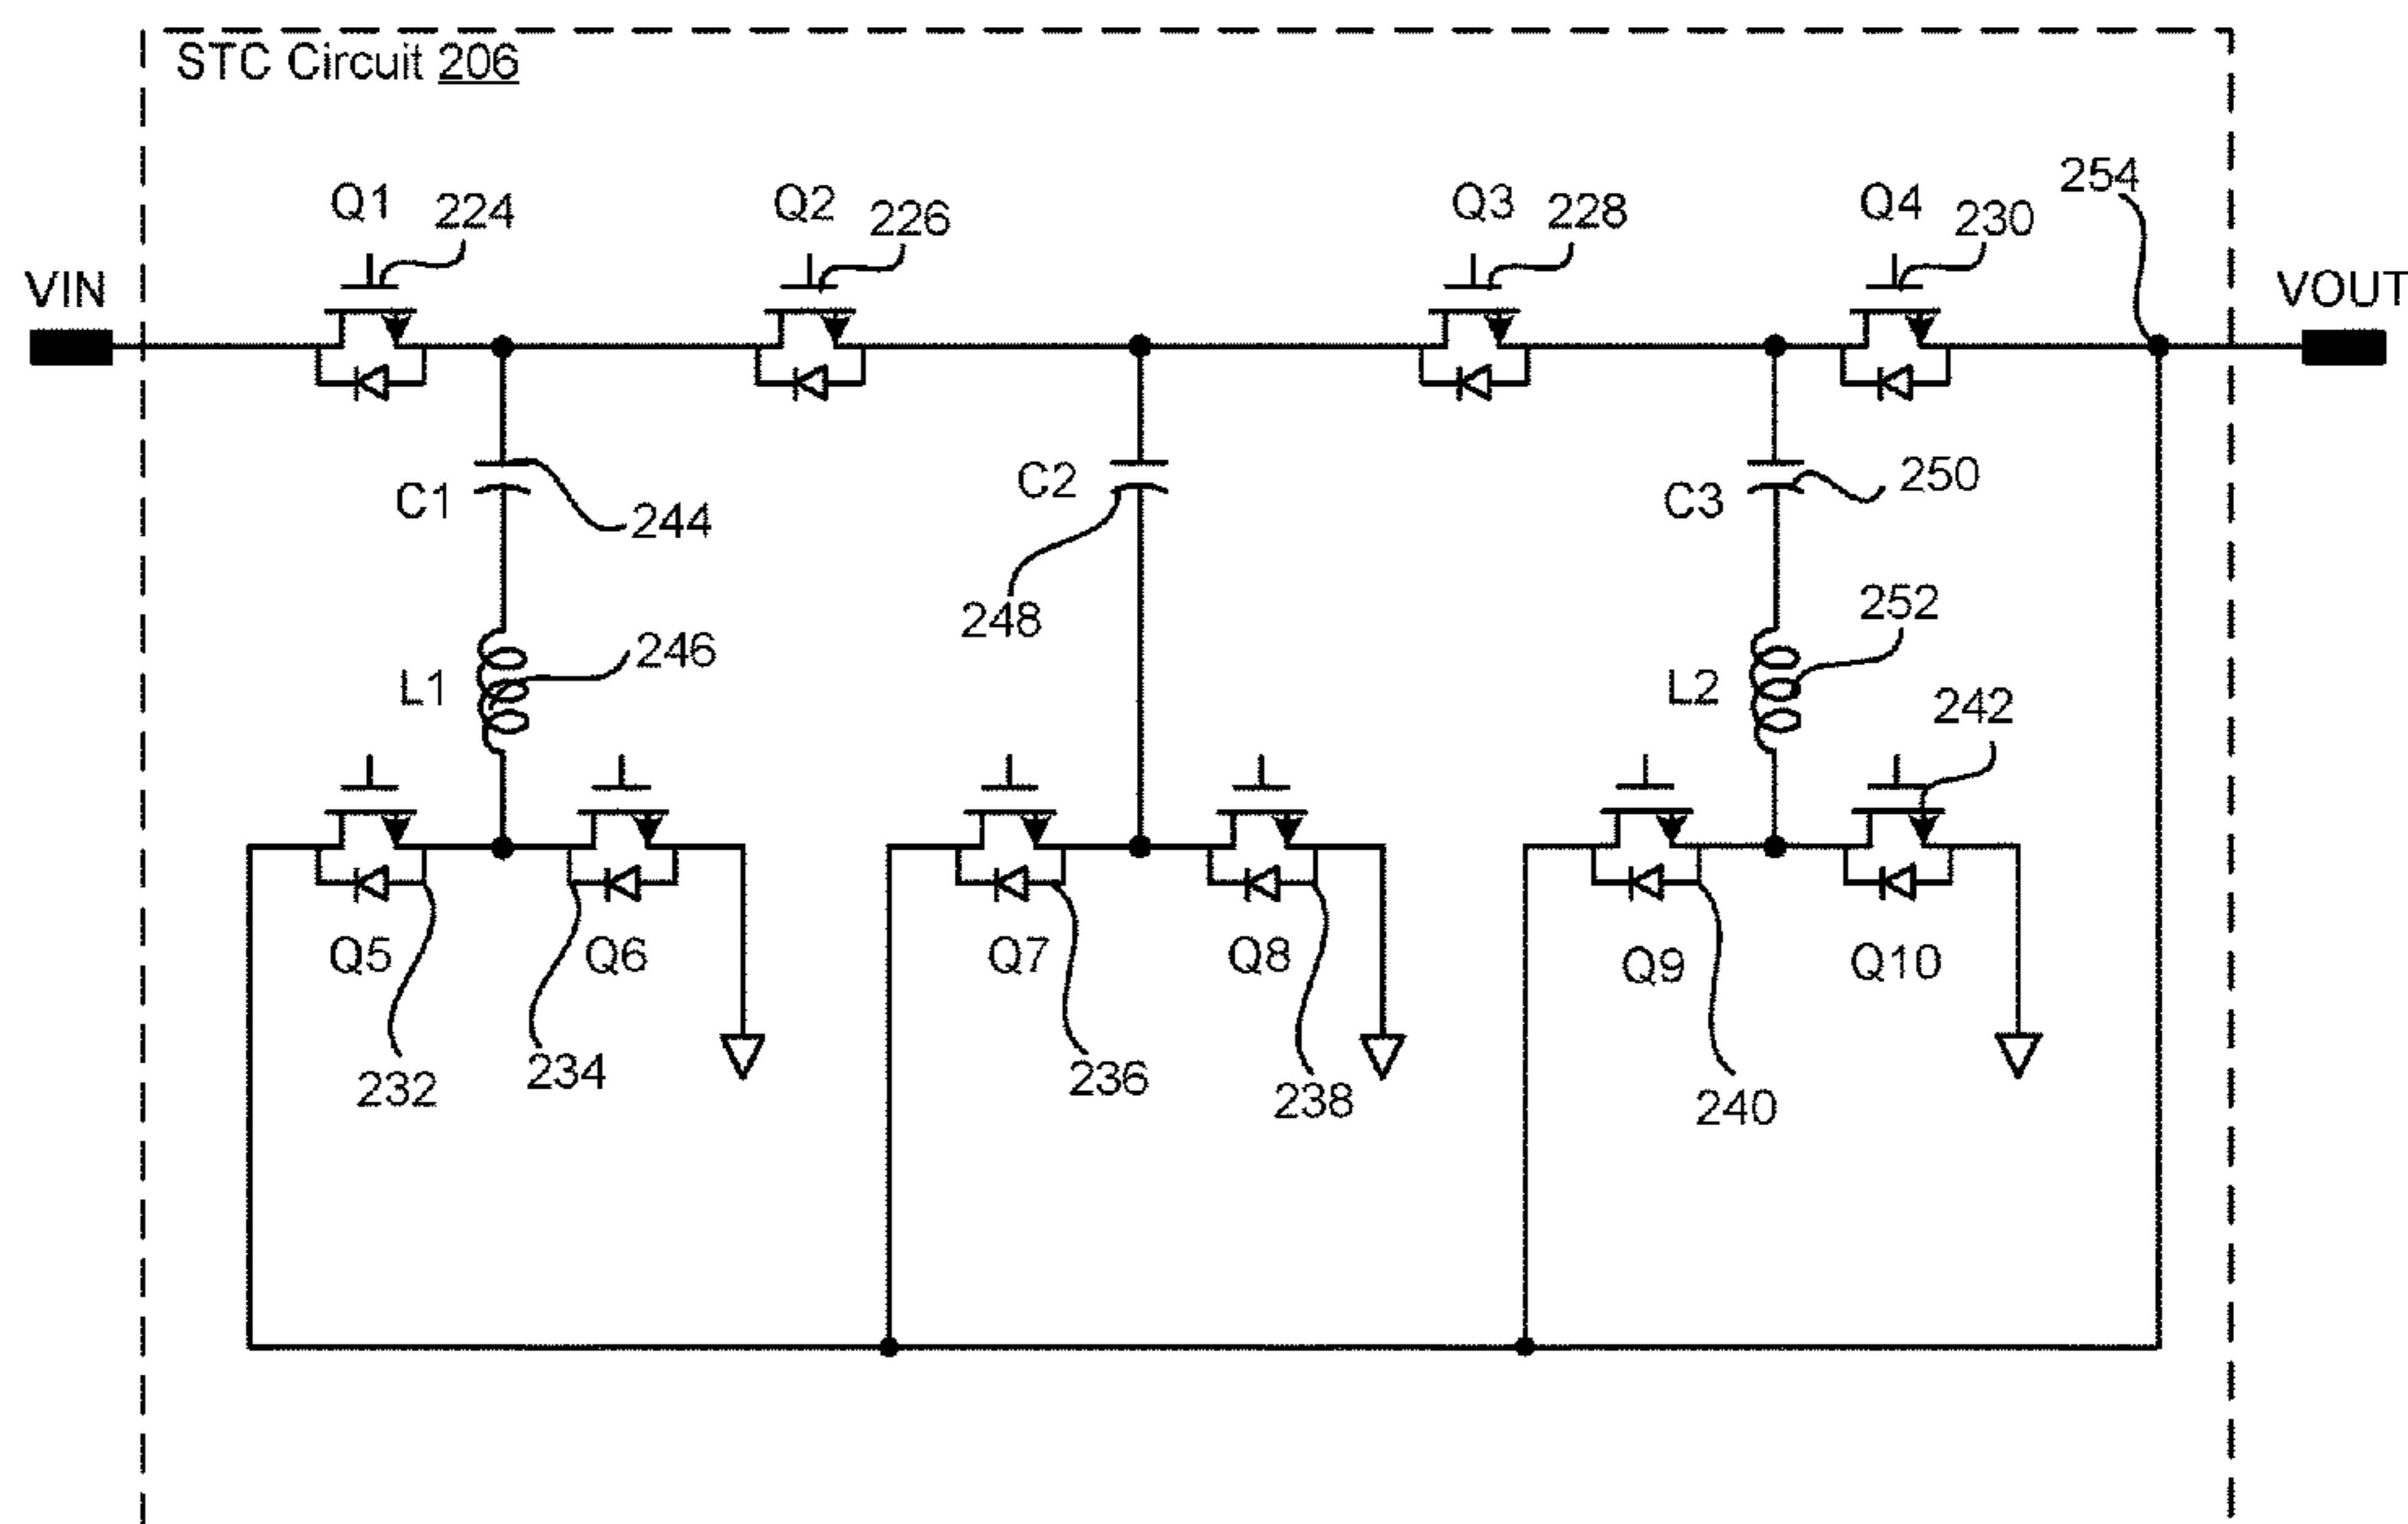 STC Circuit 206
254
Q1
224
Q2
226
Q3
228
Q4
230
VIN
VOUT
C1
244
C2
248
C3
250
L1
246
L2
252
242
Q5
Q6
Q7
Q8
Q9
Q10
232
234
236
238
240